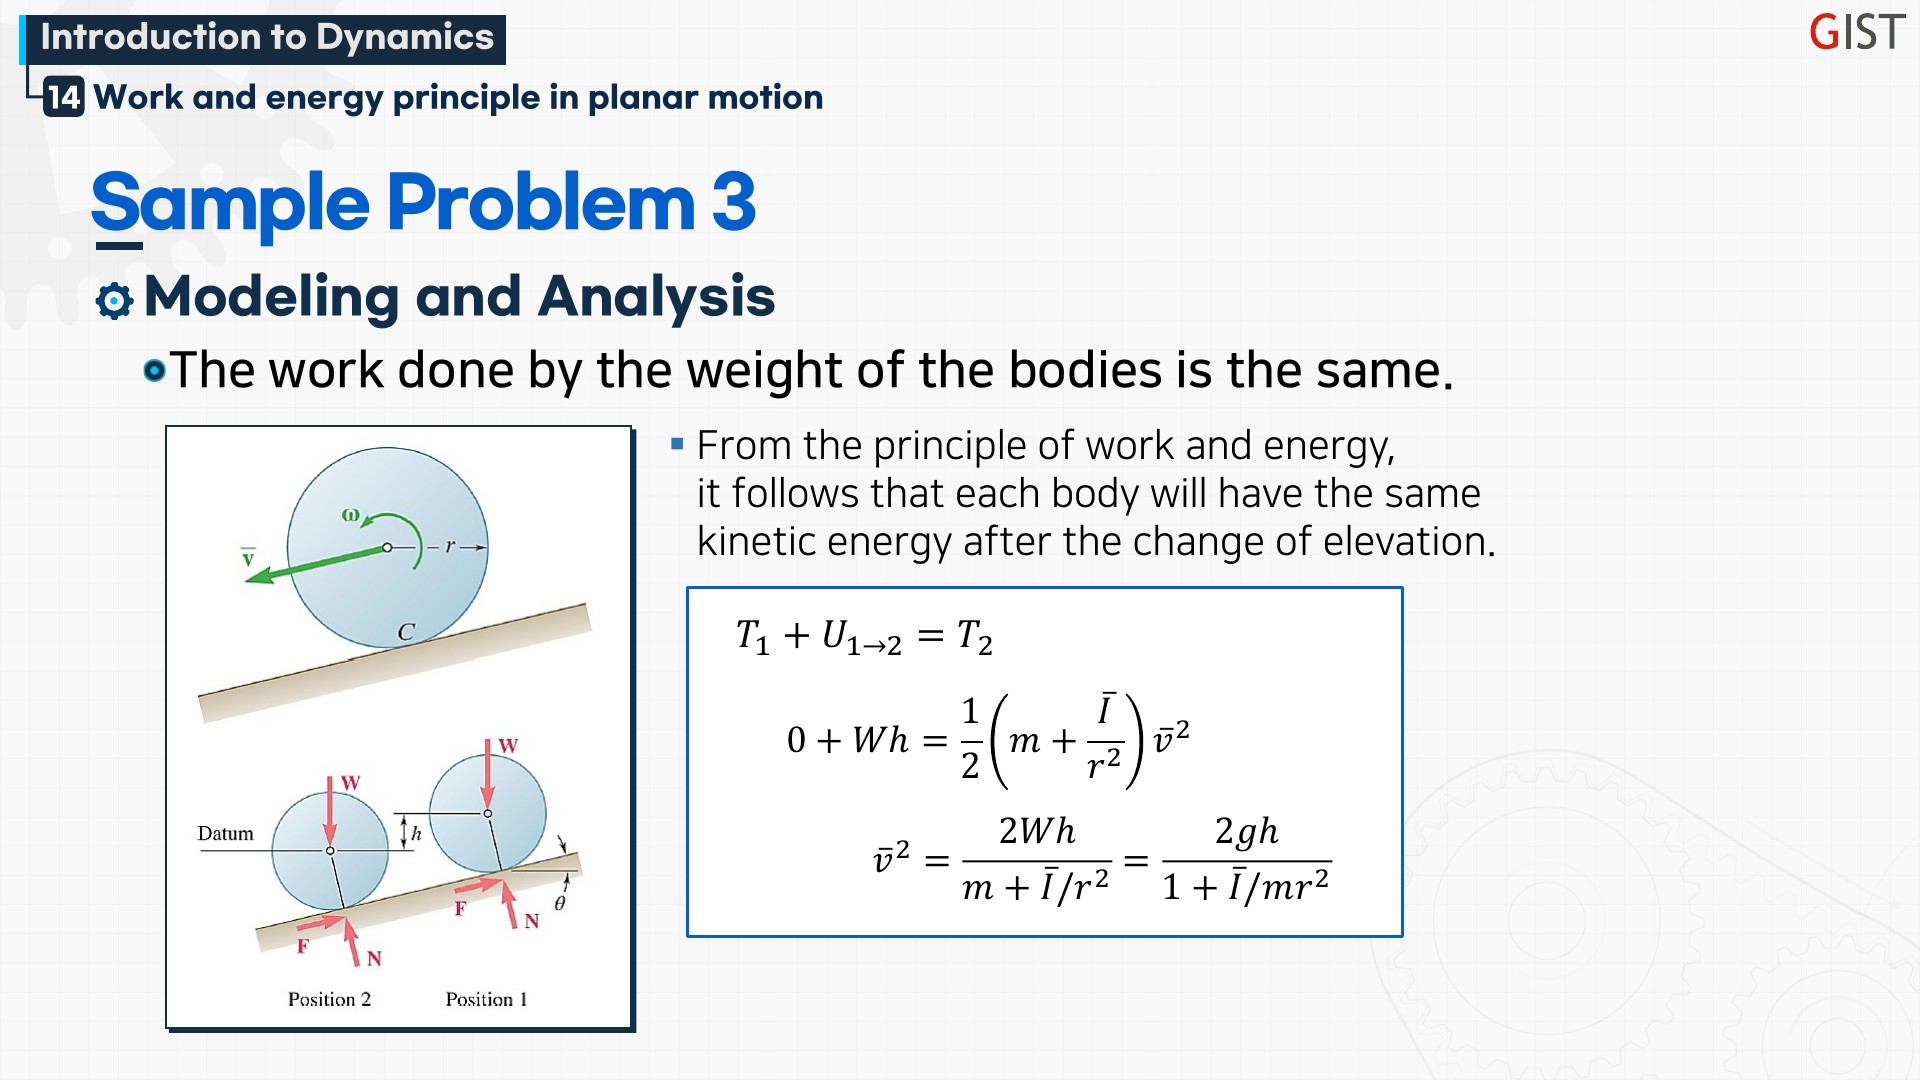 Introduction to Dynamics
GIST
14 Work and energy principle in planar motion
Sample Problem 3
Modeling and Analysis
The work done by the weight of the bodies is the same.
From the principle of work and energy,
it follows that each body will have the same
kinetic energy after the change of elevation.
ω
v̄
r
C
W
W
Datum
h
F
N
F
N
θ
Position 2 Position 1
T₁ + U₁→₂ = T₂
0 + Wh = 1/2 (m + Ī/r²) v̄²
v̄² = 2Wh/(m + Ī/r²) = 2gh/(1 + Ī/mr²)